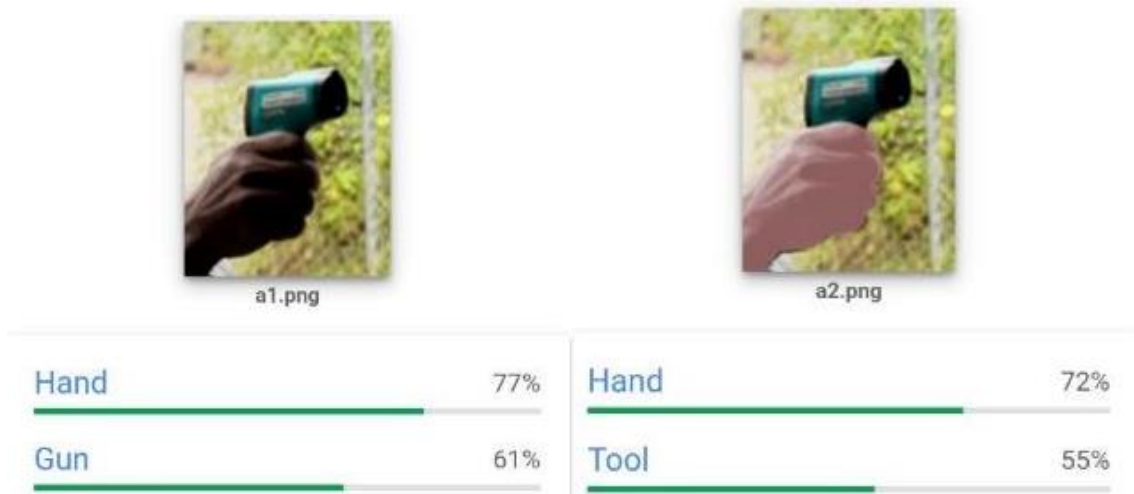 a1.png
a2.png
Hand 77%
Hand 72%
Gun 61%
Tool 55%